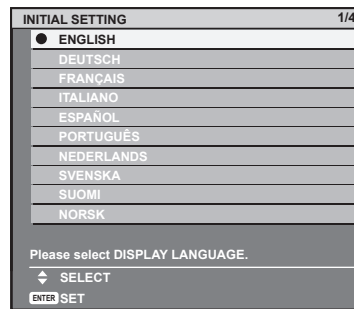 INITIAL SETTING 1/4
ENGLISH
DEUTSCH
FRANÇAIS
ITALIANO
ESPAÑOL
PORTUGUÊS
NEDERLANDS
SVENSKA
SUOMI
NORSK
Please select DISPLAY LANGUAGE.
SELECT
ENTER SET